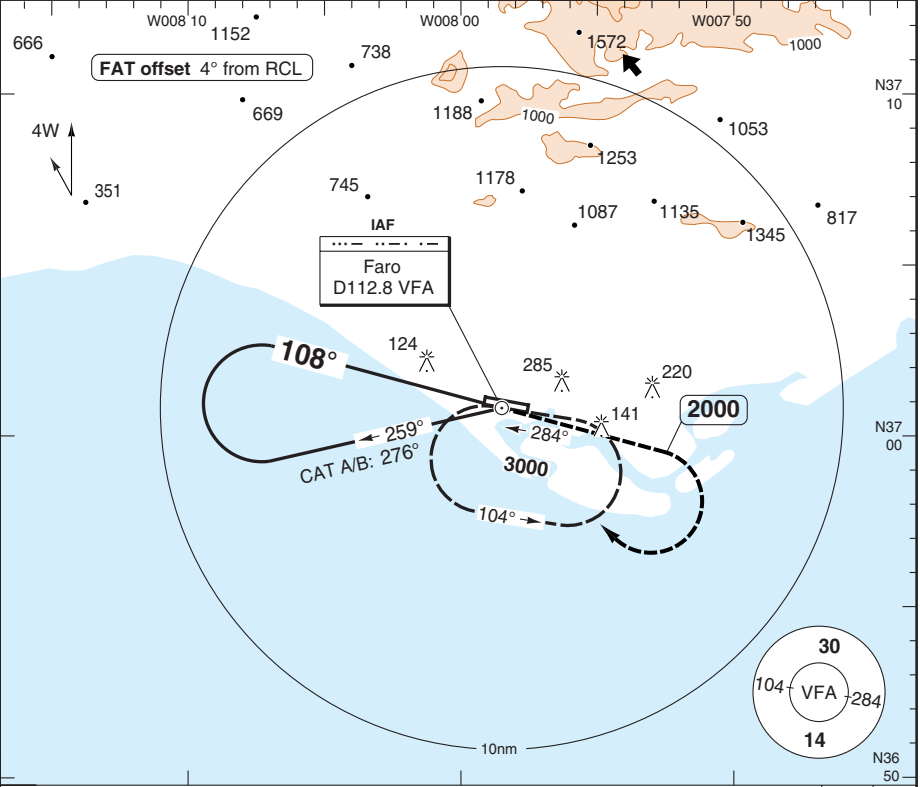 W008 10
W008 00
W007 50
666
1152
738
1572
1000
FAT offset 4° from RCL
N37
10
669
1188
1000
1053
4W
1253
351
745
1178
1087
1135
817
1345
IAF
Faro
D112.8 VFA
124
108°
285
220
141
2000
259°
284°
N37
00
CAT A/B: 276°
3000
104°
30
104
VFA
284
14
10nm
N36
50